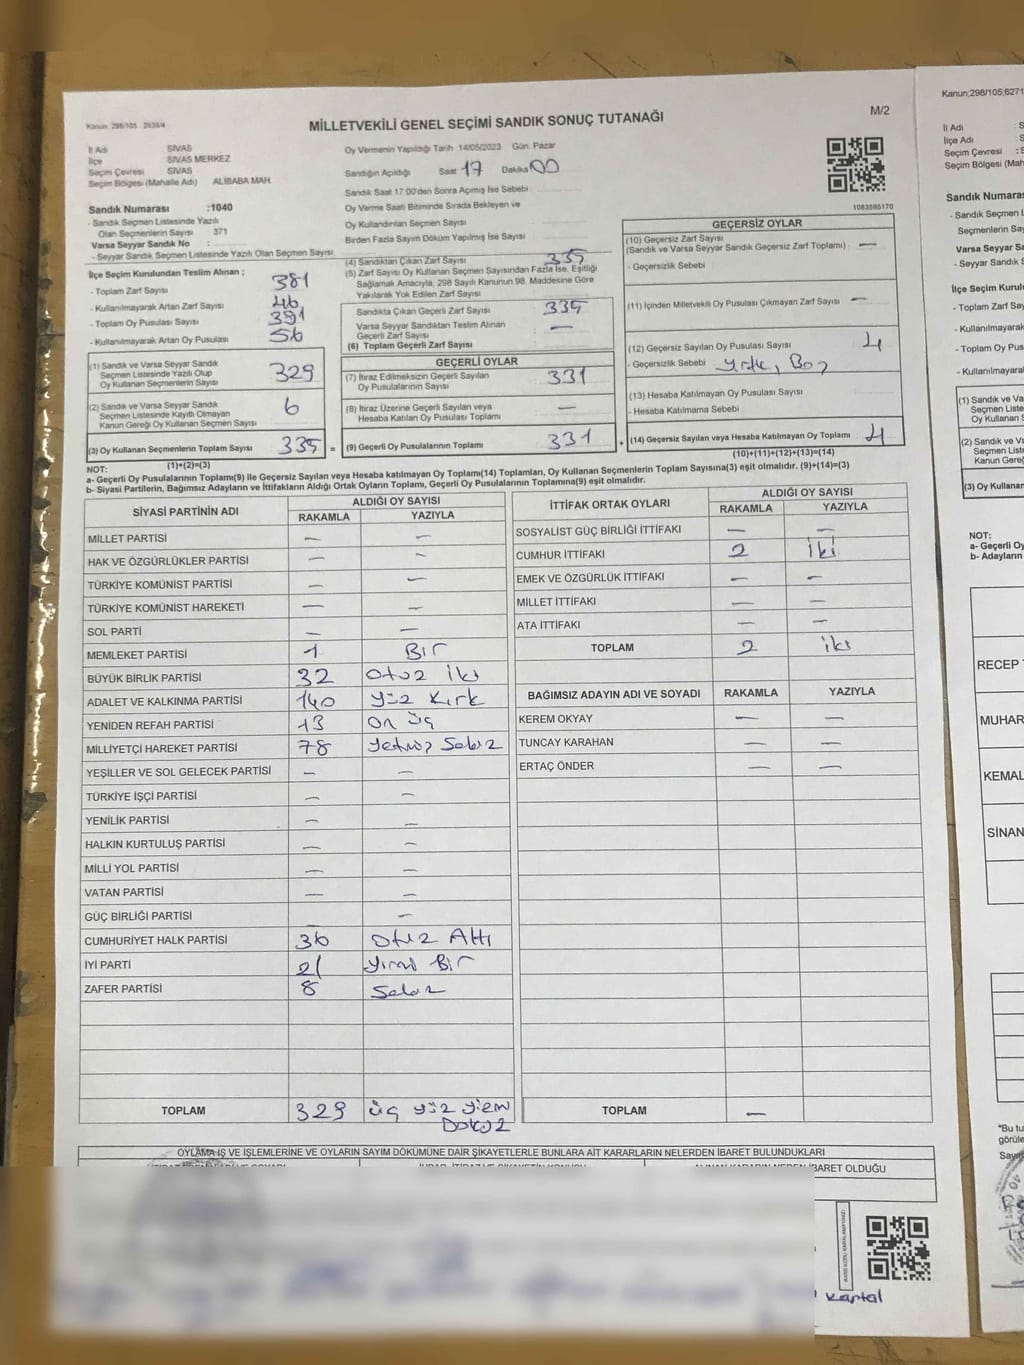 Kanun: 298/105 2839/4
MİLLETVEKİLİ GENEL SEÇİMİ SANDIK SONUÇ TUTANAĞI
M/2
İl Adı SİVAS
İlçe SİVAS MERKEZ
Seçim Çevresi SİVAS
Seçim Bölgesi (Mahalle Adı) ALİBABA MAH.
Sandık Numarası :1040
- Sandık Seçmen Listesinde Yazılı
Olan Seçmenlerin Sayısı 371
Varsa Seyyar Sandık No :
- Seyyar Sandık Seçmen Listesinde Yazılı Olan Seçmen Sayısı
İlçe Seçim Kurulundan Teslim Alınan ;
- Toplam Zarf Sayısı 381
- Kullanılmayarak Artan Zarf Sayısı 46
- Toplam Oy Pusulası Sayısı 391
- Kullanılmayarak Artan Oy Pusulası 56
Oy Vermenin Yapıldığı Tarih 14/05/2023 Gün: Pazar
Sandığın Açıldığı Saat 17 Dakika 00
Sandık Saat 17:00'den Sonra Açımış İse Sebebi
Oy Verme Saati Bitiminde Sırada Bekleyen ve
Oy Kullandırılan Seçmen Sayısı
Birden Fazla Sayım Döküm Yapılmış İse Sayısı
(4) Sandıktan Çıkan Zarf Sayısı 335
(5) Zarf Sayısı Oy Kullanan Seçmen Sayısından Fazla İse, Eşitliği
Sağlamak Amacıyla, 298 Sayılı Kanunun 98. Maddesine Göre
Yakılarak Yok Edilen Zarf Sayısı
Sandıkta Çıkan Geçerli Zarf Sayısı 335
Varsa Seyyar Sandıktan Teslim Alınan
Geçerli Zarf Sayısı —
(6) Toplam Geçerli Zarf Sayısı
1083595170
GEÇERSİZ OYLAR
(10) Geçersiz Zarf Sayısı
(Sandık ve Varsa Seyyar Sandık Geçersiz Zarf Toplamı) —
- Geçersizlik Sebebi
(11) İçinden Milletvekili Oy Pusulası Çıkmayan Zarf Sayısı —
(12) Geçersiz Sayılan Oy Pusulası Sayısı 4
- Geçersizlik Sebebi Yırtık, Boş
(13) Hesaba Katılmayan Oy Pusulası Sayısı
- Hesaba Katılmama Sebebi
(14) Geçersiz Sayılan veya Hesaba Katılmayan Oy Toplamı 4
(10)+(11)+(12)+(13)=(14)
(1) Sandık ve Varsa Seyyar Sandık
Seçmen Listesinde Yazılı Olup
Oy Kullanan Seçmenlerin Sayısı 329
(2) Sandık ve Varsa Seyyar Sandık
Seçmen Listesinde Kayıtlı Olmayan
Kanun Gereği Oy Kullanan Seçmen Sayısı 6
(3) Oy Kullanan Seçmenlerin Toplam Sayısı 335 =
(1)+(2)=(3)
GEÇERLİ OYLAR
(7) İtiraz Edilmeksizin Geçerli Sayılan
Oy Pusulalarının Sayısı 331
(8) İtiraz Üzerine Geçerli Sayılan veya
Hesaba Katılan Oy Pusulası Toplamı —
(9) Geçerli Oy Pusulalarının Toplamı 331 +
NOT:
a- Geçerli Oy Pusulalarının Toplamı(9) ile Geçersiz Sayılan veya Hesaba katılmayan Oy Toplamı(14) Toplamları, Oy Kullanan Seçmenlerin Toplam Sayısına(3) eşit olmalıdır. (9)+(14)=(3)
b- Siyasi Partilerin, Bağımsız Adayların ve İttifakların Aldığı Ortak Oyların Toplamı, Geçerli Oy Pusulalarının Toplamına(9) eşit olmalıdır.
SİYASİ PARTİNİN ADI ALDIĞI OY SAYISI
RAKAMLA YAZIYLA
MİLLET PARTİSİ — —
HAK VE ÖZGÜRLÜKLER PARTİSİ — —
TÜRKİYE KOMÜNİST PARTİSİ — —
TÜRKİYE KOMÜNİST HAREKETİ — —
SOL PARTİ — —
MEMLEKET PARTİSİ 1 Bir
BÜYÜK BİRLİK PARTİSİ 32 Otuz İki
ADALET VE KALKINMA PARTİSİ 140 Yüz Kırk
YENİDEN REFAH PARTİSİ 13 On üç
MİLLİYETÇİ HAREKET PARTİSİ 78 Yetmiş Sekiz
YEŞİLLER VE SOL GELECEK PARTİSİ — —
TÜRKİYE İŞÇİ PARTİSİ — —
YENİLİK PARTİSİ — —
HALKIN KURTULUŞ PARTİSİ — —
MİLLİ YOL PARTİSİ — —
VATAN PARTİSİ — —
GÜÇ BİRLİĞİ PARTİSİ —
CUMHURİYET HALK PARTİSİ 36 Otuz Altı
İYİ PARTİ 21 Yirmi Bir
ZAFER PARTİSİ 8 Sekiz
TOPLAM 329 üç yüz yirmi
Dokuz
İTTİFAK ORTAK OYLARI ALDIĞI OY SAYISI
RAKAMLA YAZIYLA
SOSYALİST GÜÇ BİRLİĞİ İTTİFAKI — —
CUMHUR İTTİFAKI 2 iki
EMEK VE ÖZGÜRLÜK İTTİFAKI — —
MİLLET İTTİFAKI — —
ATA İTTİFAKI — —
TOPLAM 2 iki
BAĞIMSIZ ADAYIN ADI VE SOYADI RAKAMLA YAZIYLA
KEREM OKYAY — —
TUNCAY KARAHAN — —
ERTAÇ ÖNDER — —
TOPLAM —
OYLAMA İŞ VE İŞLEMLERİNE VE OYLARIN SAYIM DÖKÜMÜNE DAİR ŞİKAYETLERLE BUNLARA AİT KARARLARIN NELERDEN İBARET BULUNDUKLARI
İBARET OLDUĞU
Kartal
Kanun;298/105;6271
İl Adı : S
İlçe Adı : S
Seçim Çevresi : S
Seçim Bölgesi (Mah
Sandık Numaras
- Sandık Seçmen L
Seçmenlerin Say
Varsa Seyyar Sand
- Seyyar Sandık Se
İlçe Seçim Kurul
- Toplam Zarf Say
- Kullanılmayarak
- Toplam Oy Pus
- Kullanılmayarak
(1) Sandık ve Va
Seçmen Liste
Oy Kullanan S
(2) Sandık ve Va
Seçmen Liste
Kanun Gereğ
(3) Oy Kullanan
NOT:
a- Geçerli Oy
b- Adayların
RECEP T
MUHAR
KEMAL
SİNAN
"Bu tu
görüle
Sayı